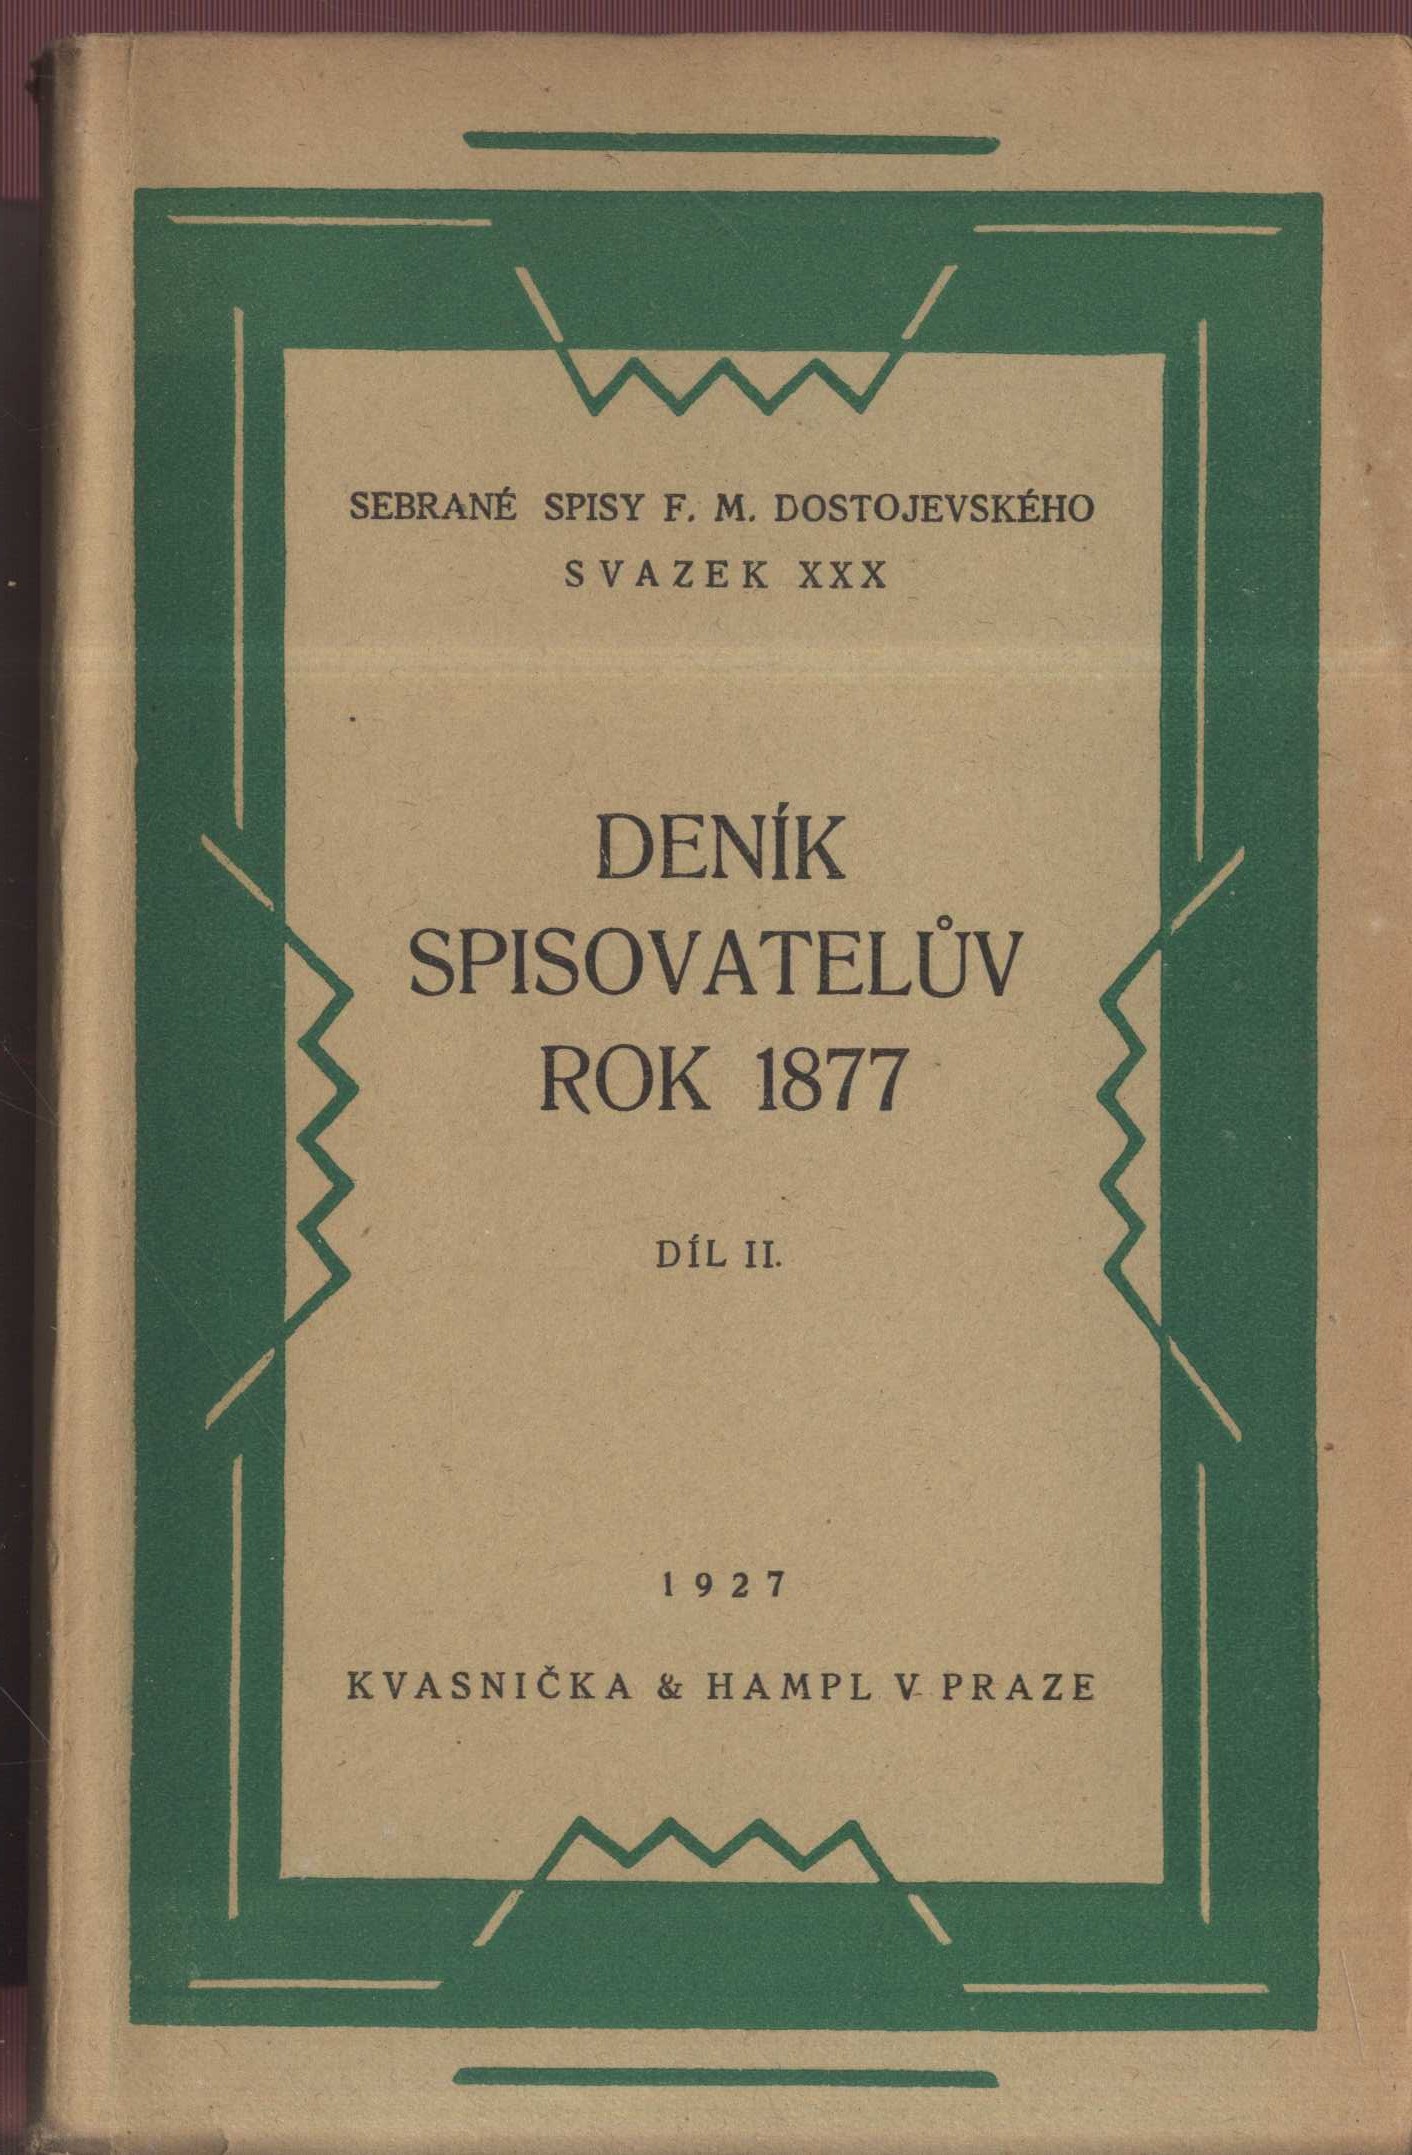 SEBRANÉ SPISY F. M. DOSTOJEVSKÉHO
SVAZEK XXX
DENÍK
SPISOVATELŮV
ROK 1877
DÍL II.
1927
KVASNIČKA & HAMPL V PRAZE